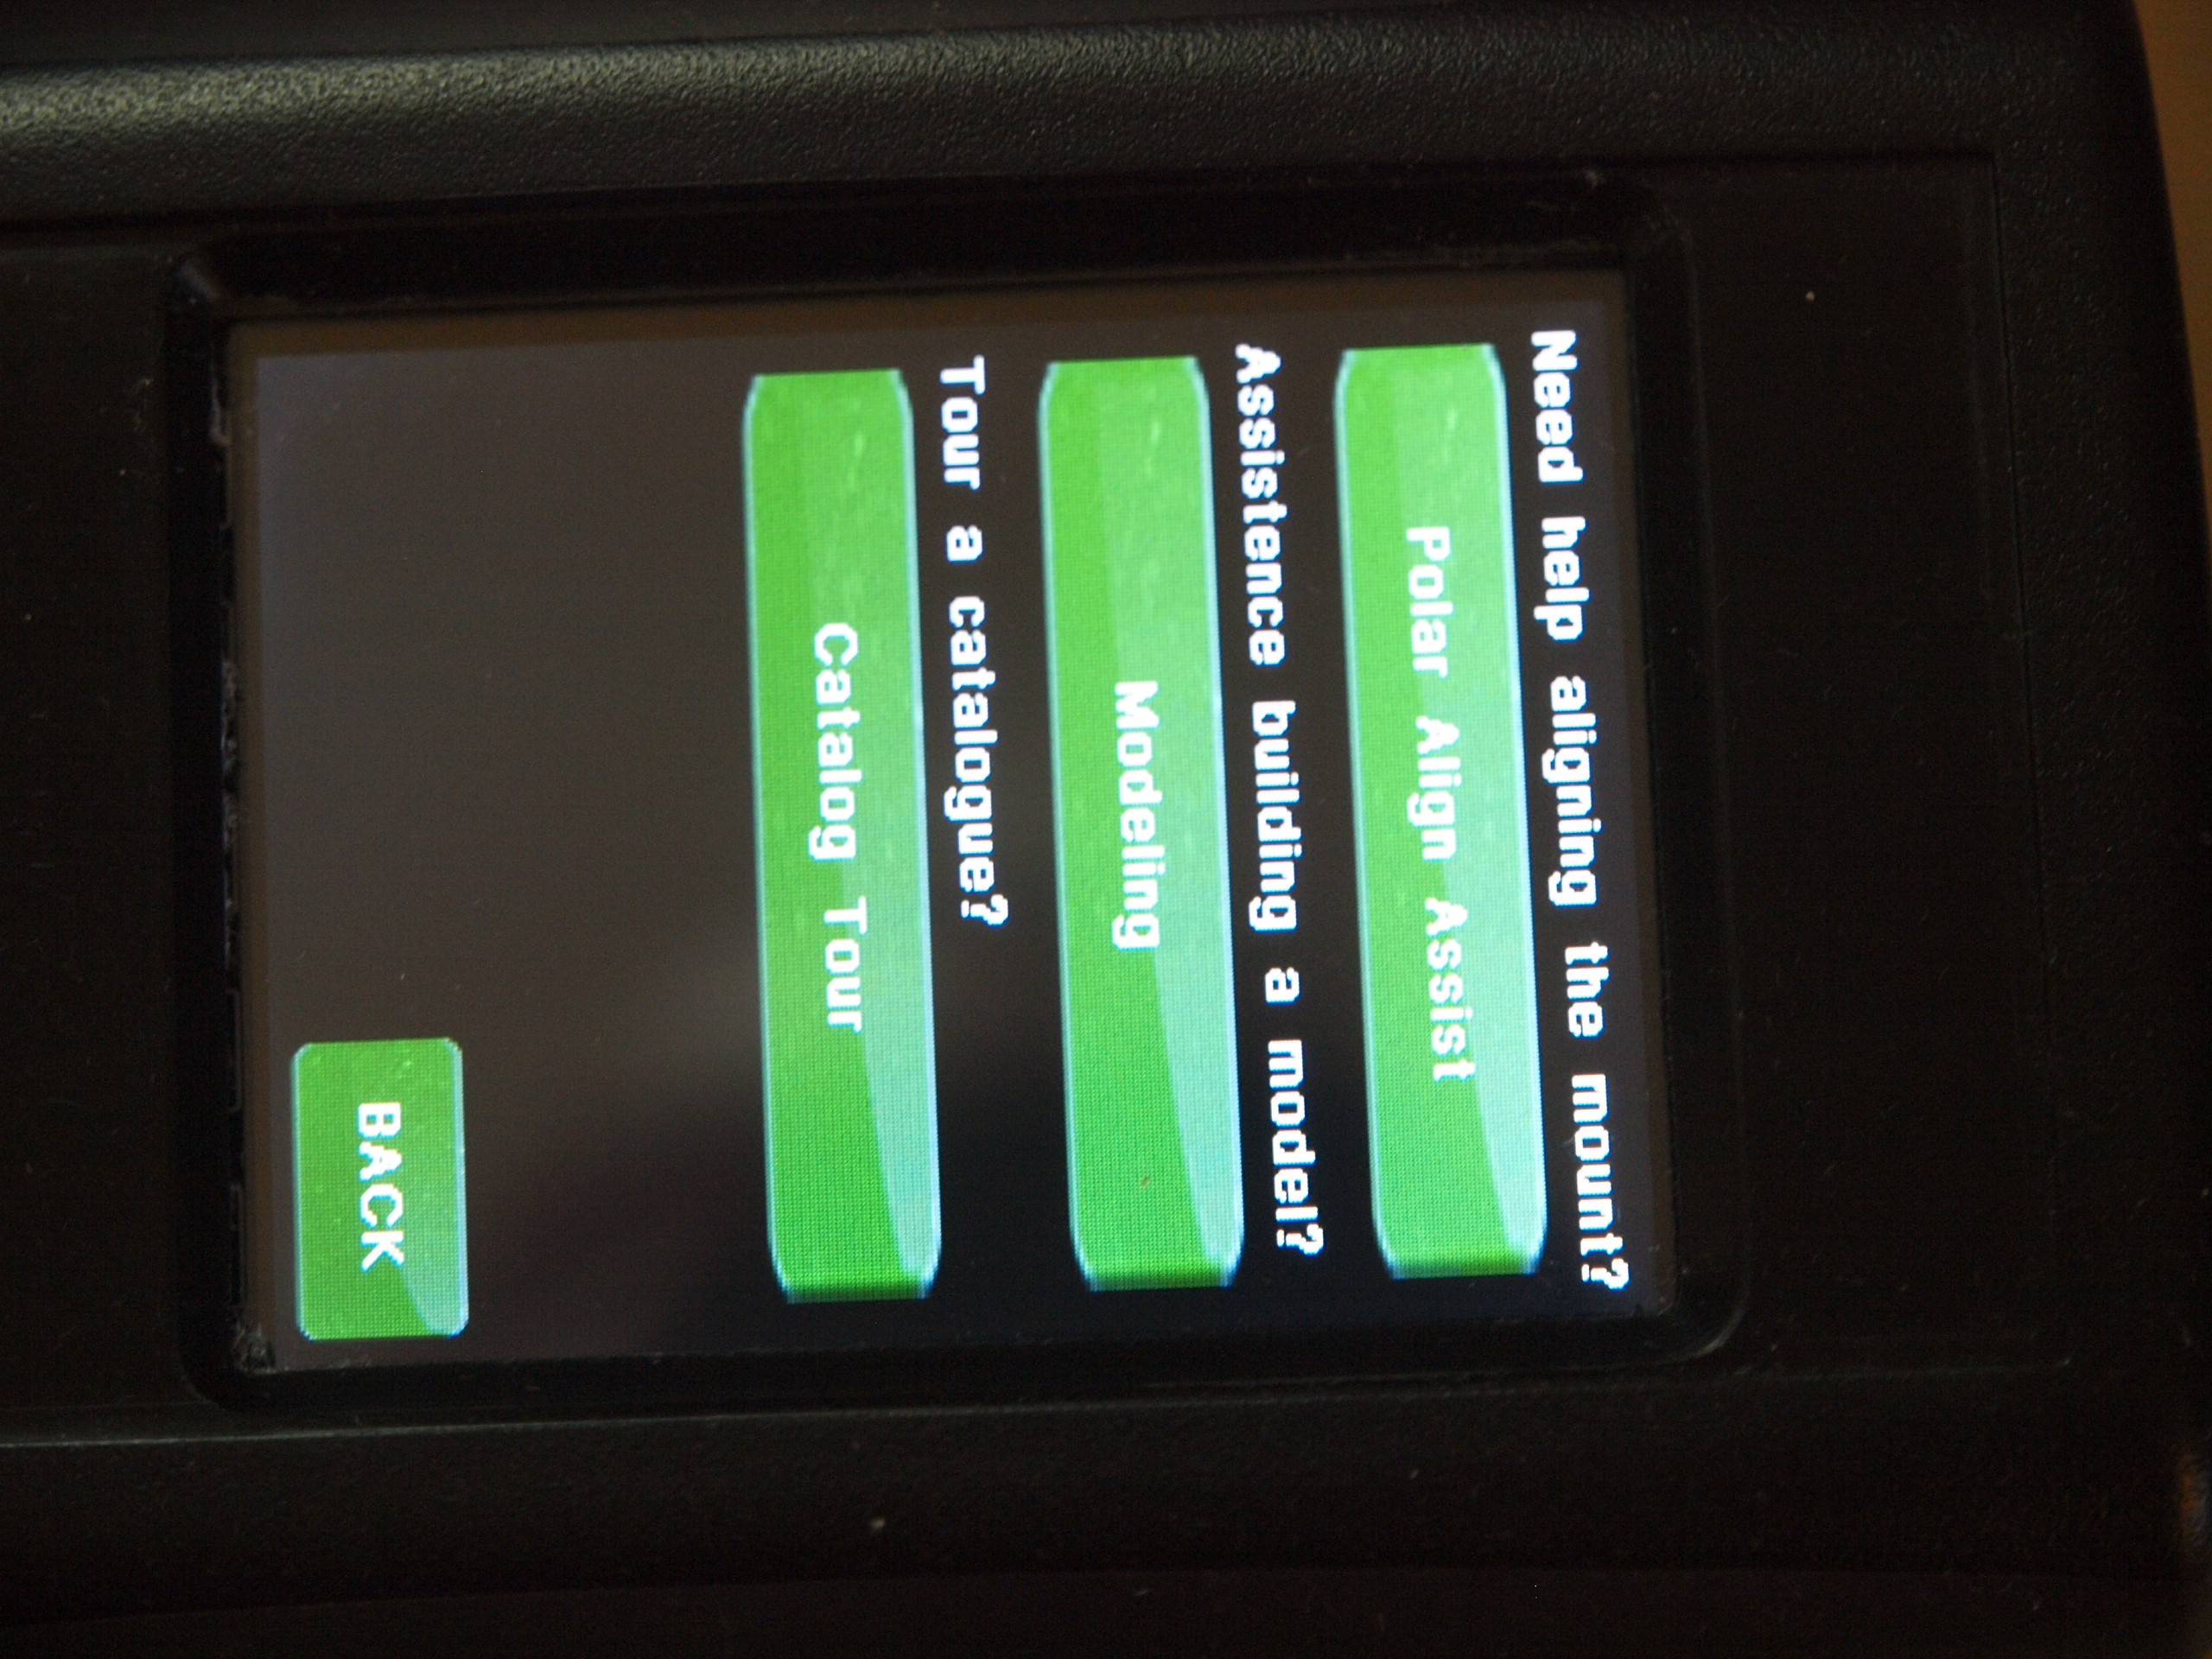 Need help aligning the mount?
Polar Align Assist
Assistence building a model?
Modeling
Tour a catalogue?
Catalog Tour
BACK